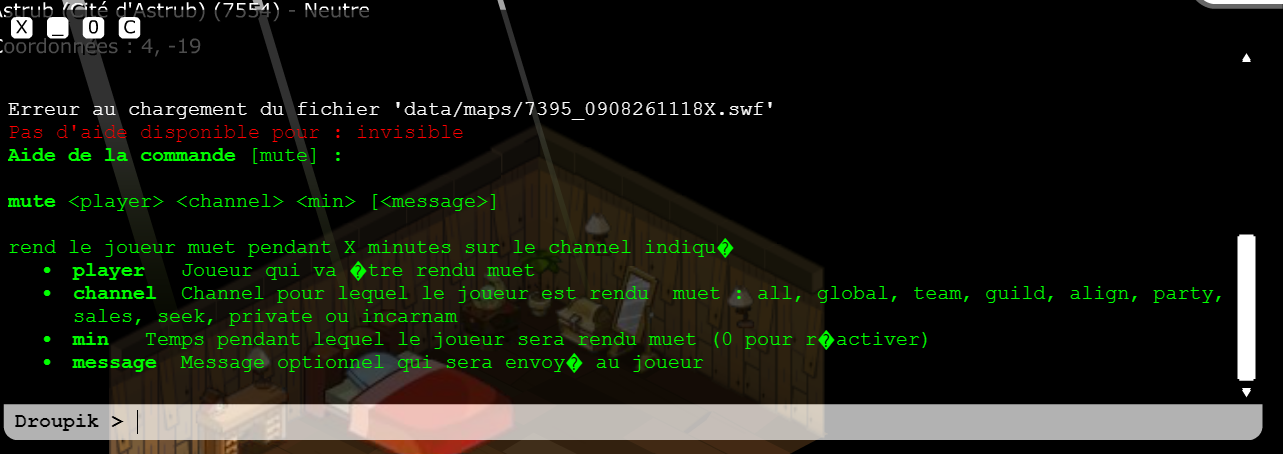 Astrub (Cité d'Astrub) (7554) - Neutre
X _ O C
Coordonnées : 4, -19
Erreur au chargement du fichier 'data/maps/7395_0908261118X.swf'
Pas d'aide disponible pour : invisible
Aide de la commande [mute] :
mute <player> <channel> <min> [<message>]
rend le joueur muet pendant X minutes sur le channel indiqu�
• player Joueur qui va �tre rendu muet
• channel Channel pour lequel le joueur est rendu  muet : all, global, team, guild, align, party,
sales, seek, private ou incarnam
• min Temps pendant lequel le joueur sera rendu muet (0 pour r�activer)
• message Message optionnel qui sera envoy� au joueur
Droupik >